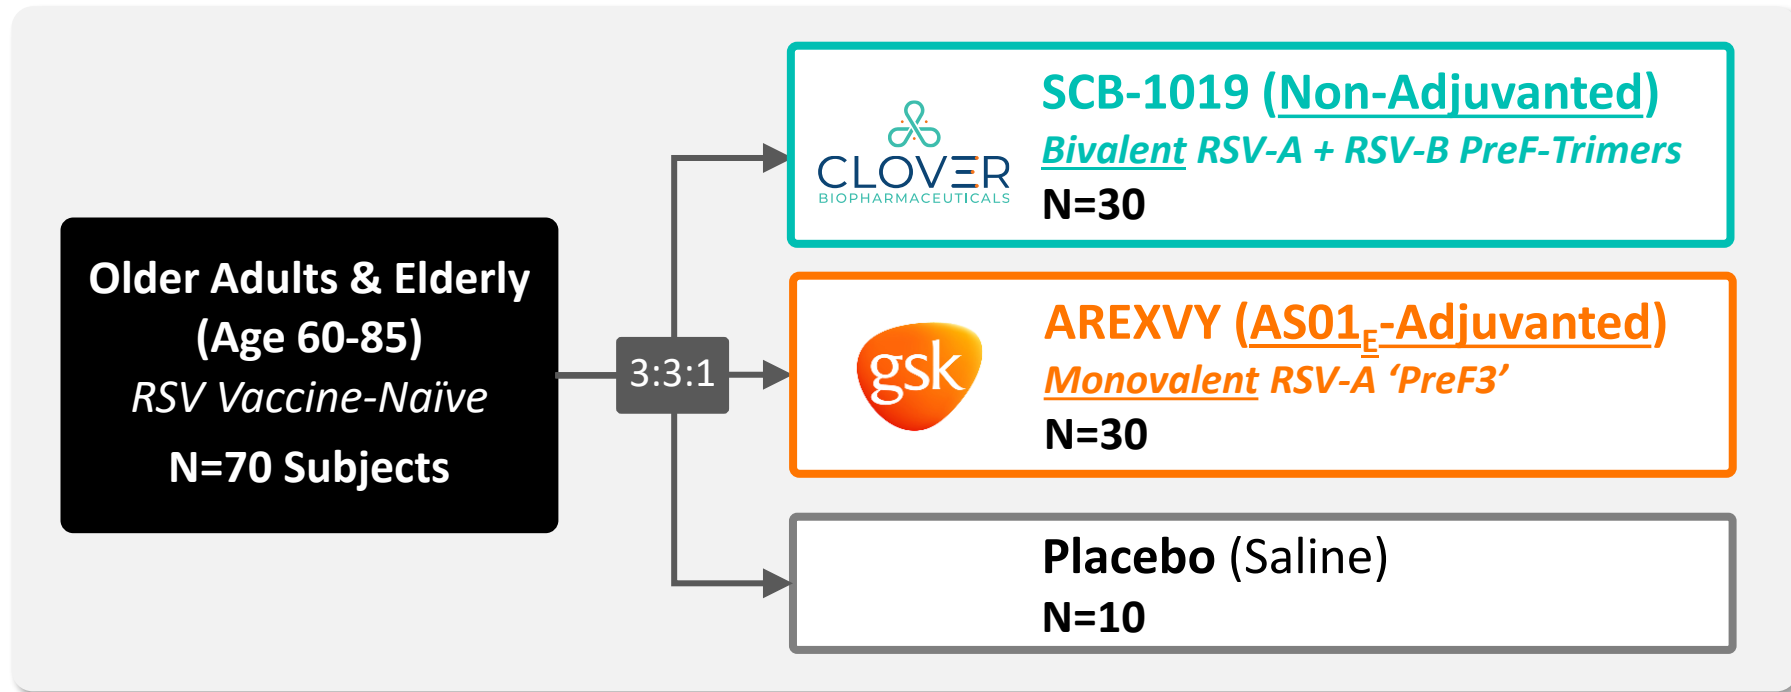 Older Adults & Elderly
(Age 60-85)
RSV Vaccine-Naïve
N=70 Subjects
3:3:1
CLOVER
BIOPHARMACEUTICALS
SCB-1019 (Non-Adjuvanted)
Bivalent RSV-A + RSV-B PreF-Trimers
N=30
gsk
AREXVY (AS01E-Adjuvanted)
Monovalent RSV-A ‘PreF3’
N=30
Placebo (Saline)
N=10